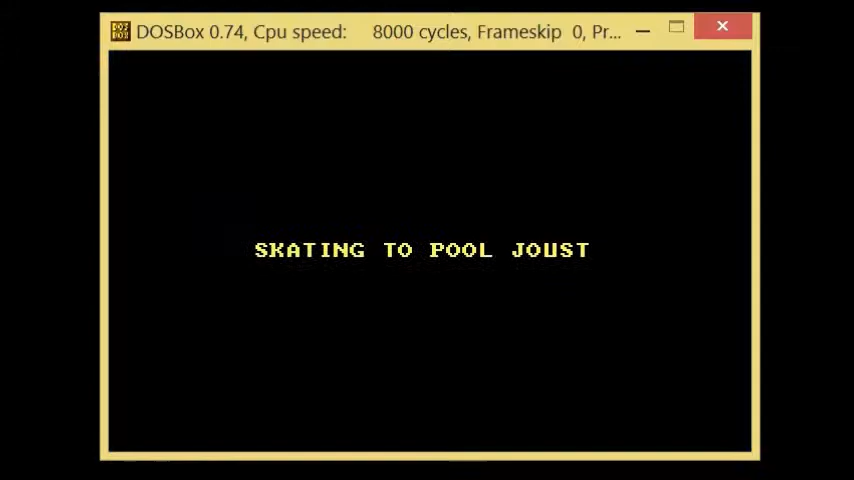 DOSBox 0.74, Cpu speed: 8000 cycles, Frameskip 0, Pr...
SKATING TO POOL JOUST